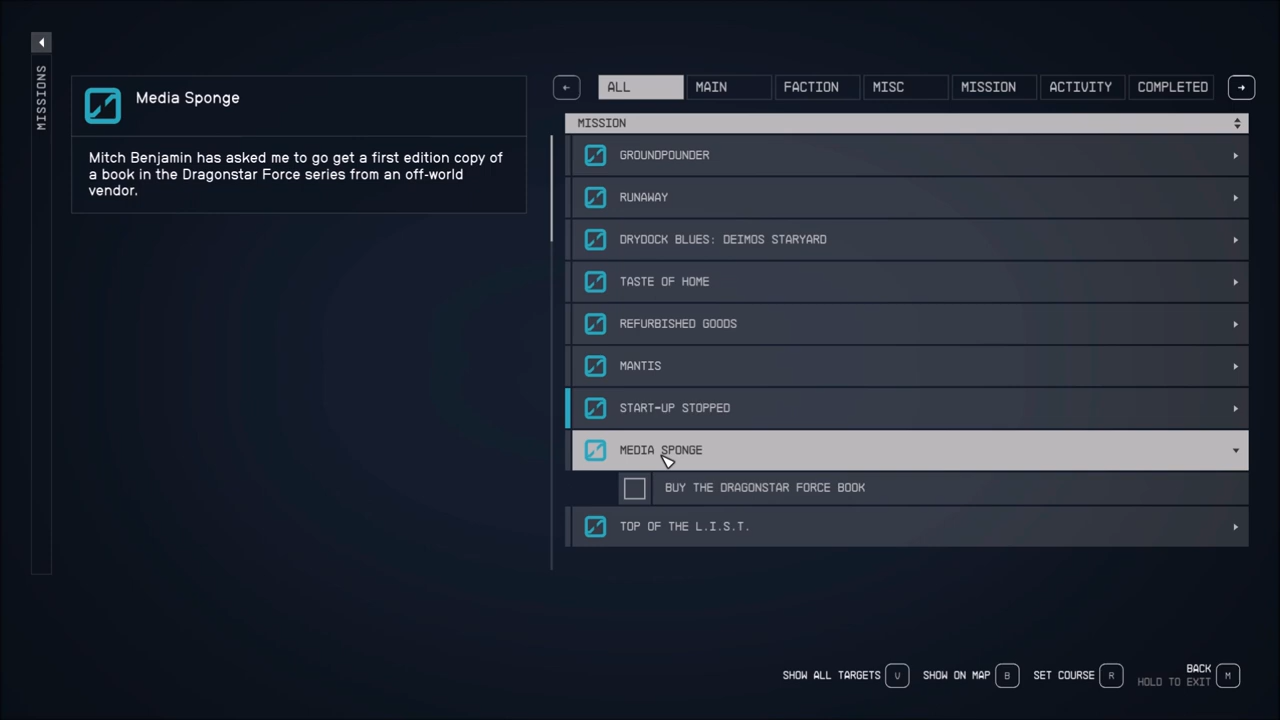 MISSIONS
Media Sponge
Mitch Benjamin has asked me to go get a first edition copy of
a book in the Dragonstar Force series from an off-world
vendor.
ALL MAIN FACTION MISC MISSION ACTIVITY COMPLETED
MISSION
GROUNDPOUNDER
RUNAWAY
DRYDOCK BLUES: DEIMOS STARYARD
TASTE OF HOME
REFURBISHED GOODS
MANTIS
START-UP STOPPED
MEDIA SPONGE
BUY THE DRAGONSTAR FORCE BOOK
TOP OF THE L.I.S.T.
SHOW ALL TARGETS V SHOW ON MAP B SET COURSE R BACK M
HOLD TO EXIT